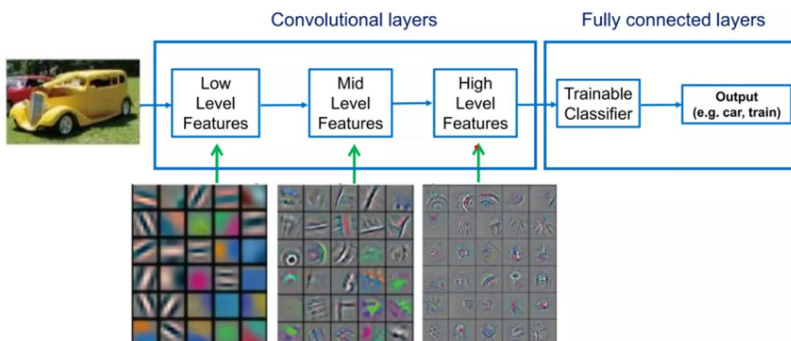 Convolutional layers
Fully connected layers
Low
Level
Features
Mid
Level
Features
High
Level
Features
Trainable
Classifier
Output
(e.g. car, train)